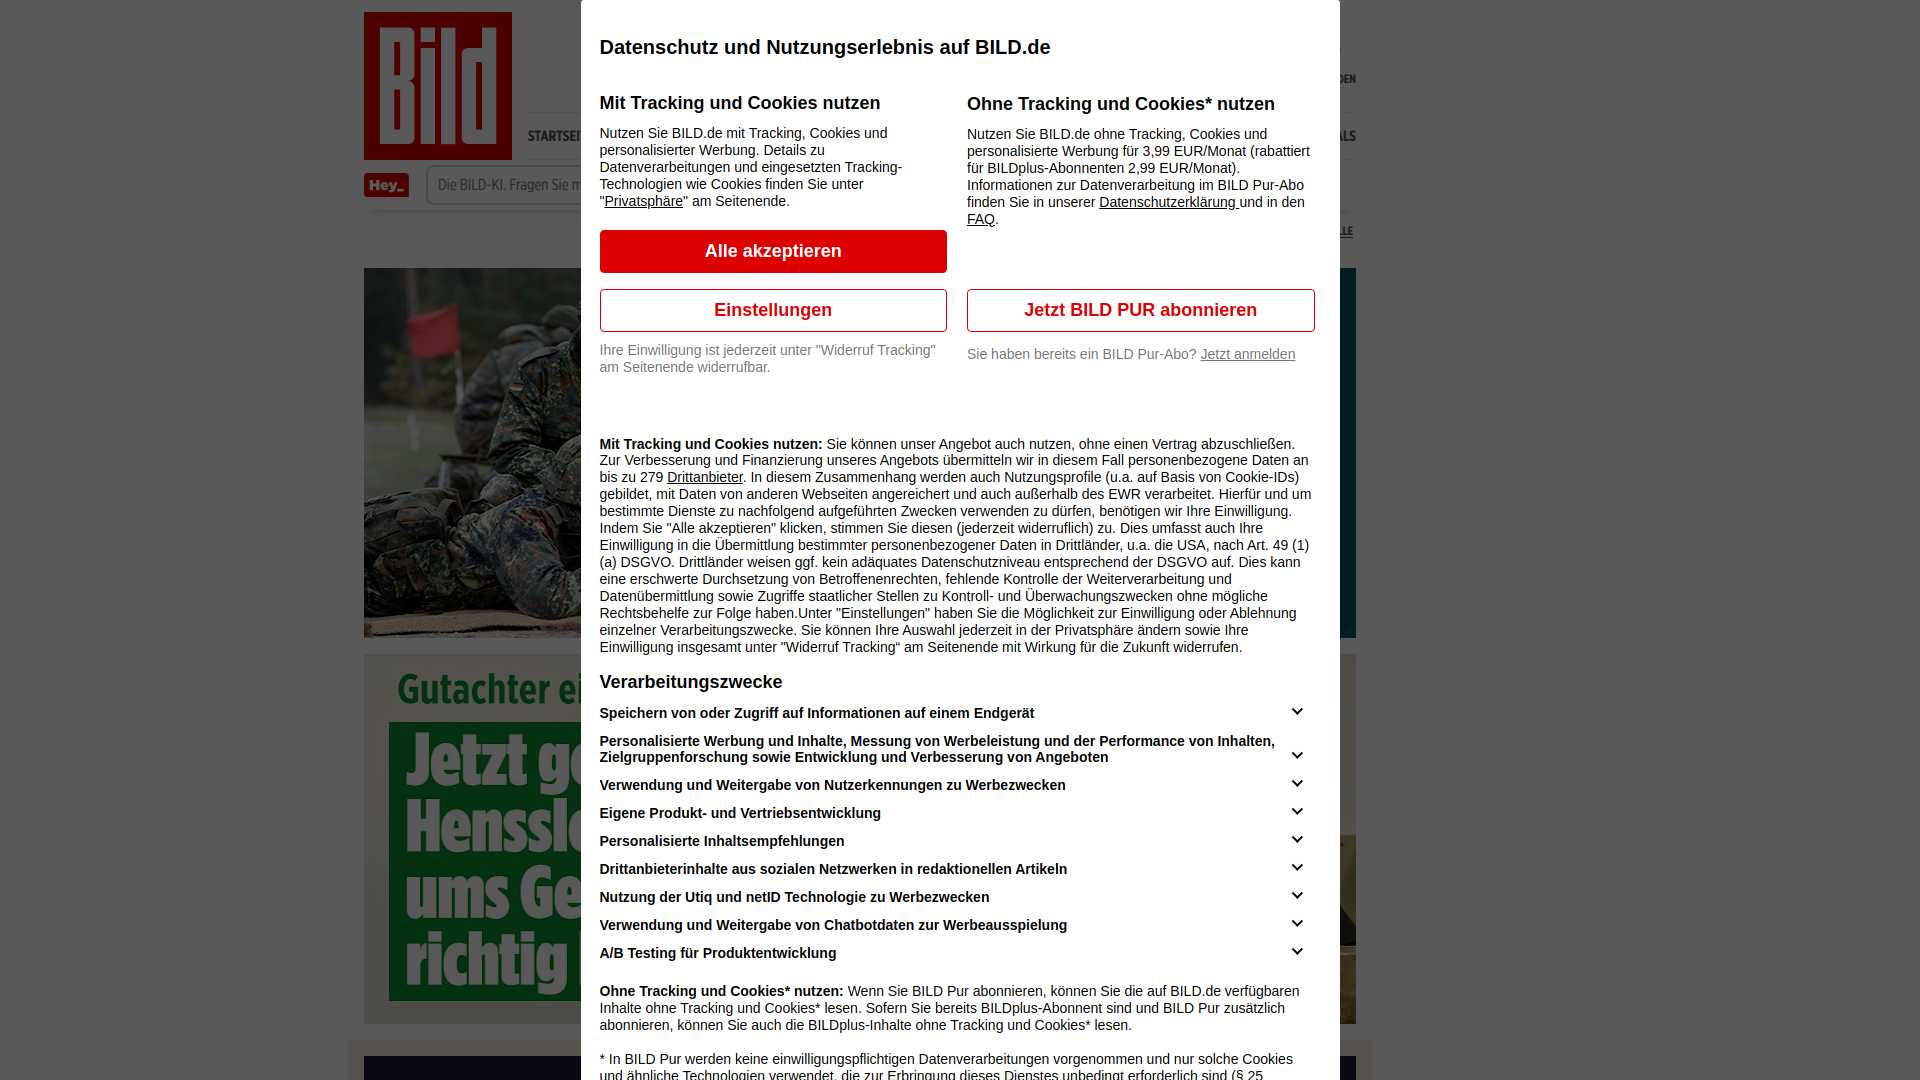 Bild
STARTSEI
Hey_
Die BILD-KI. Fragen Sie m
Gutachter ei
Jetzt ge
Henssle
ums Ge
richtig
Datenschutz und Nutzungserlebnis auf BILD.de
Mit Tracking und Cookies nutzen
Nutzen Sie BILD.de mit Tracking, Cookies und
personalisierter Werbung. Details zu
Datenverarbeitungen und eingesetzten Tracking-
Technologien wie Cookies finden Sie unter
"Privatsphäre" am Seitenende.
Alle akzeptieren
Einstellungen
Ihre Einwilligung ist jederzeit unter "Widerruf Tracking"
am Seitenende widerrufbar.
Ohne Tracking und Cookies* nutzen
Nutzen Sie BILD.de ohne Tracking, Cookies und
personalisierte Werbung für 3,99 EUR/Monat (rabattiert
für BILDplus-Abonnenten 2,99 EUR/Monat).
Informationen zur Datenverarbeitung im BILD Pur-Abo
finden Sie in unserer Datenschutzerklärung und in den
FAQ.
Jetzt BILD PUR abonnieren
Sie haben bereits ein BILD Pur-Abo? Jetzt anmelden
Mit Tracking und Cookies nutzen: Sie können unser Angebot auch nutzen, ohne einen Vertrag abzuschließen.
Zur Verbesserung und Finanzierung unseres Angebots übermitteln wir in diesem Fall personenbezogene Daten an
bis zu 279 Drittanbieter. In diesem Zusammenhang werden auch Nutzungsprofile (u.a. auf Basis von Cookie-IDs)
gebildet, mit Daten von anderen Webseiten angereichert und auch außerhalb des EWR verarbeitet. Hierfür und um
bestimmte Dienste zu nachfolgend aufgeführten Zwecken verwenden zu dürfen, benötigen wir Ihre Einwilligung.
Indem Sie "Alle akzeptieren" klicken, stimmen Sie diesen (jederzeit widerruflich) zu. Dies umfasst auch Ihre
Einwilligung in die Übermittlung bestimmter personenbezogener Daten in Drittländer, u.a. die USA, nach Art. 49 (1)
(a) DSGVO. Drittländer weisen ggf. kein adäquates Datenschutzniveau entsprechend der DSGVO auf. Dies kann
eine erschwerte Durchsetzung von Betroffenenrechten, fehlende Kontrolle der Weiterverarbeitung und
Datenübermittlung sowie Zugriffe staatlicher Stellen zu Kontroll- und Überwachungszwecken ohne mögliche
Rechtsbehelfe zur Folge haben.Unter "Einstellungen" haben Sie die Möglichkeit zur Einwilligung oder Ablehnung
einzelner Verarbeitungszwecke. Sie können Ihre Auswahl jederzeit in der Privatsphäre ändern sowie Ihre
Einwilligung insgesamt unter "Widerruf Tracking“ am Seitenende mit Wirkung für die Zukunft widerrufen.
Verarbeitungszwecke
Speichern von oder Zugriff auf Informationen auf einem Endgerät
Personalisierte Werbung und Inhalte, Messung von Werbeleistung und der Performance von Inhalten,
Zielgruppenforschung sowie Entwicklung und Verbesserung von Angeboten
Verwendung und Weitergabe von Nutzerkennungen zu Werbezwecken
Eigene Produkt- und Vertriebsentwicklung
Personalisierte Inhaltsempfehlungen
Drittanbieterinhalte aus sozialen Netzwerken in redaktionellen Artikeln
Nutzung der Utiq und netID Technologie zu Werbezwecken
Verwendung und Weitergabe von Chatbotdaten zur Werbeausspielung
A/B Testing für Produktentwicklung
Ohne Tracking und Cookies* nutzen: Wenn Sie BILD Pur abonnieren, können Sie die auf BILD.de verfügbaren
Inhalte ohne Tracking und Cookies* lesen. Sofern Sie bereits BILDplus-Abonnent sind und BILD Pur zusätzlich
abonnieren, können Sie auch die BILDplus-Inhalte ohne Tracking und Cookies* lesen.
* In BILD Pur werden keine einwilligungspflichtigen Datenverarbeitungen vorgenommen und nur solche Cookies
und ähnliche Technologien verwendet, die zur Erbringung dieses Dienstes unbedingt erforderlich sind (§ 25
DEN
ALS
LLE